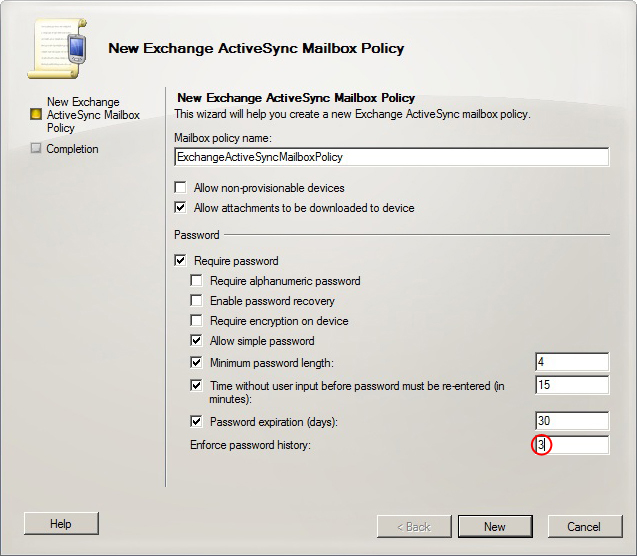 New Exchange ActiveSync Mailbox Policy
New Exchange
ActiveSync Mailbox
Policy
Completion
New Exchange ActiveSync Mailbox Policy
This wizard will help you create a new Exchange ActiveSync mailbox policy.
Mailbox policy name:
ExchangeActiveSyncMailboxPolicy
Allow non-provisionable devices
Allow attachments to be downloaded to device
Password
Require password
Require alphanumeric password
Enable password recovery
Require encryption on device
Allow simple password
Minimum password length: 4
Time without user input before password must be re-entered (in 15
minutes):
Password expiration (days): 30
Enforce password history: 3
Help < Back New Cancel